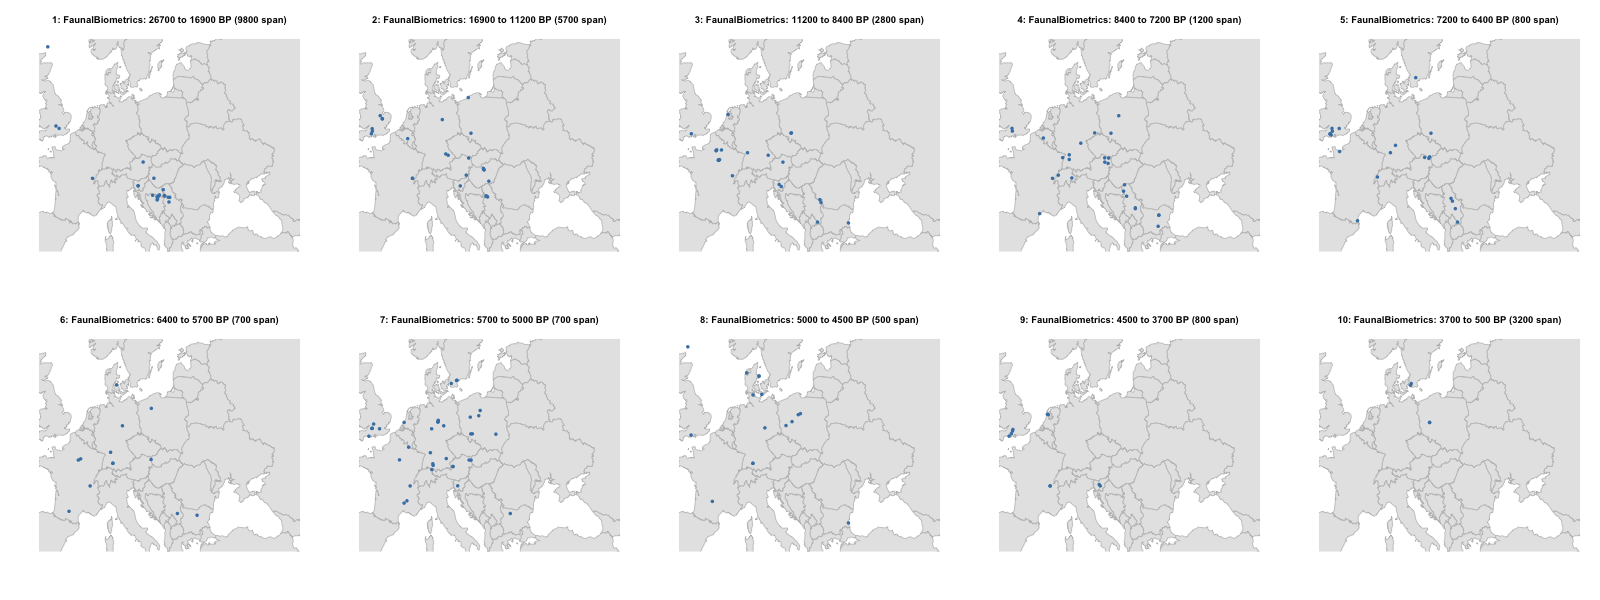 1: FaunalBiometrics: 26700 to 16900 BP (9800 span)
2: FaunalBiometrics: 16900 to 11200 BP (5700 span)
3: FaunalBiometrics: 11200 to 8400 BP (2800 span)
4: FaunalBiometrics: 8400 to 7200 BP (1200 span)
5: FaunalBiometrics: 7200 to 6400 BP (800 span)
6: FaunalBiometrics: 6400 to 5700 BP (700 span)
7: FaunalBiometrics: 5700 to 5000 BP (700 span)
8: FaunalBiometrics: 5000 to 4500 BP (500 span)
9: FaunalBiometrics: 4500 to 3700 BP (800 span)
10: FaunalBiometrics: 3700 to 500 BP (3200 span)